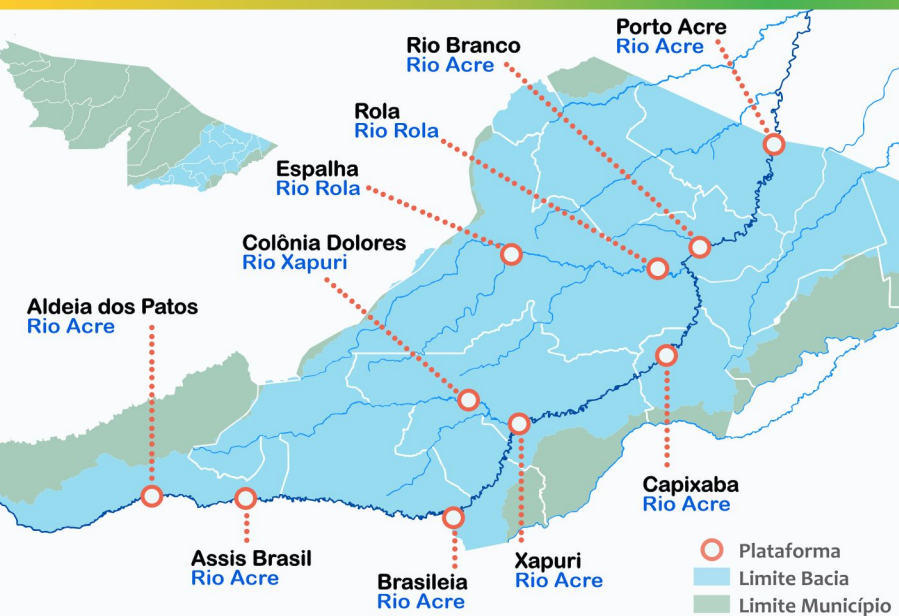 Porto Acre
Rio Acre
Rio Branco
Rio Acre
Rola
Rio Rola
Espalha
Rio Rola
Colônia Dolores
Rio Xapuri
Aldeia dos Patos
Rio Acre
Capixaba
Rio Acre
Assis Brasil
Rio Acre
Brasileia
Rio Acre
Xapuri
Rio Acre
Plataforma
Limite Bacia
Limite Município